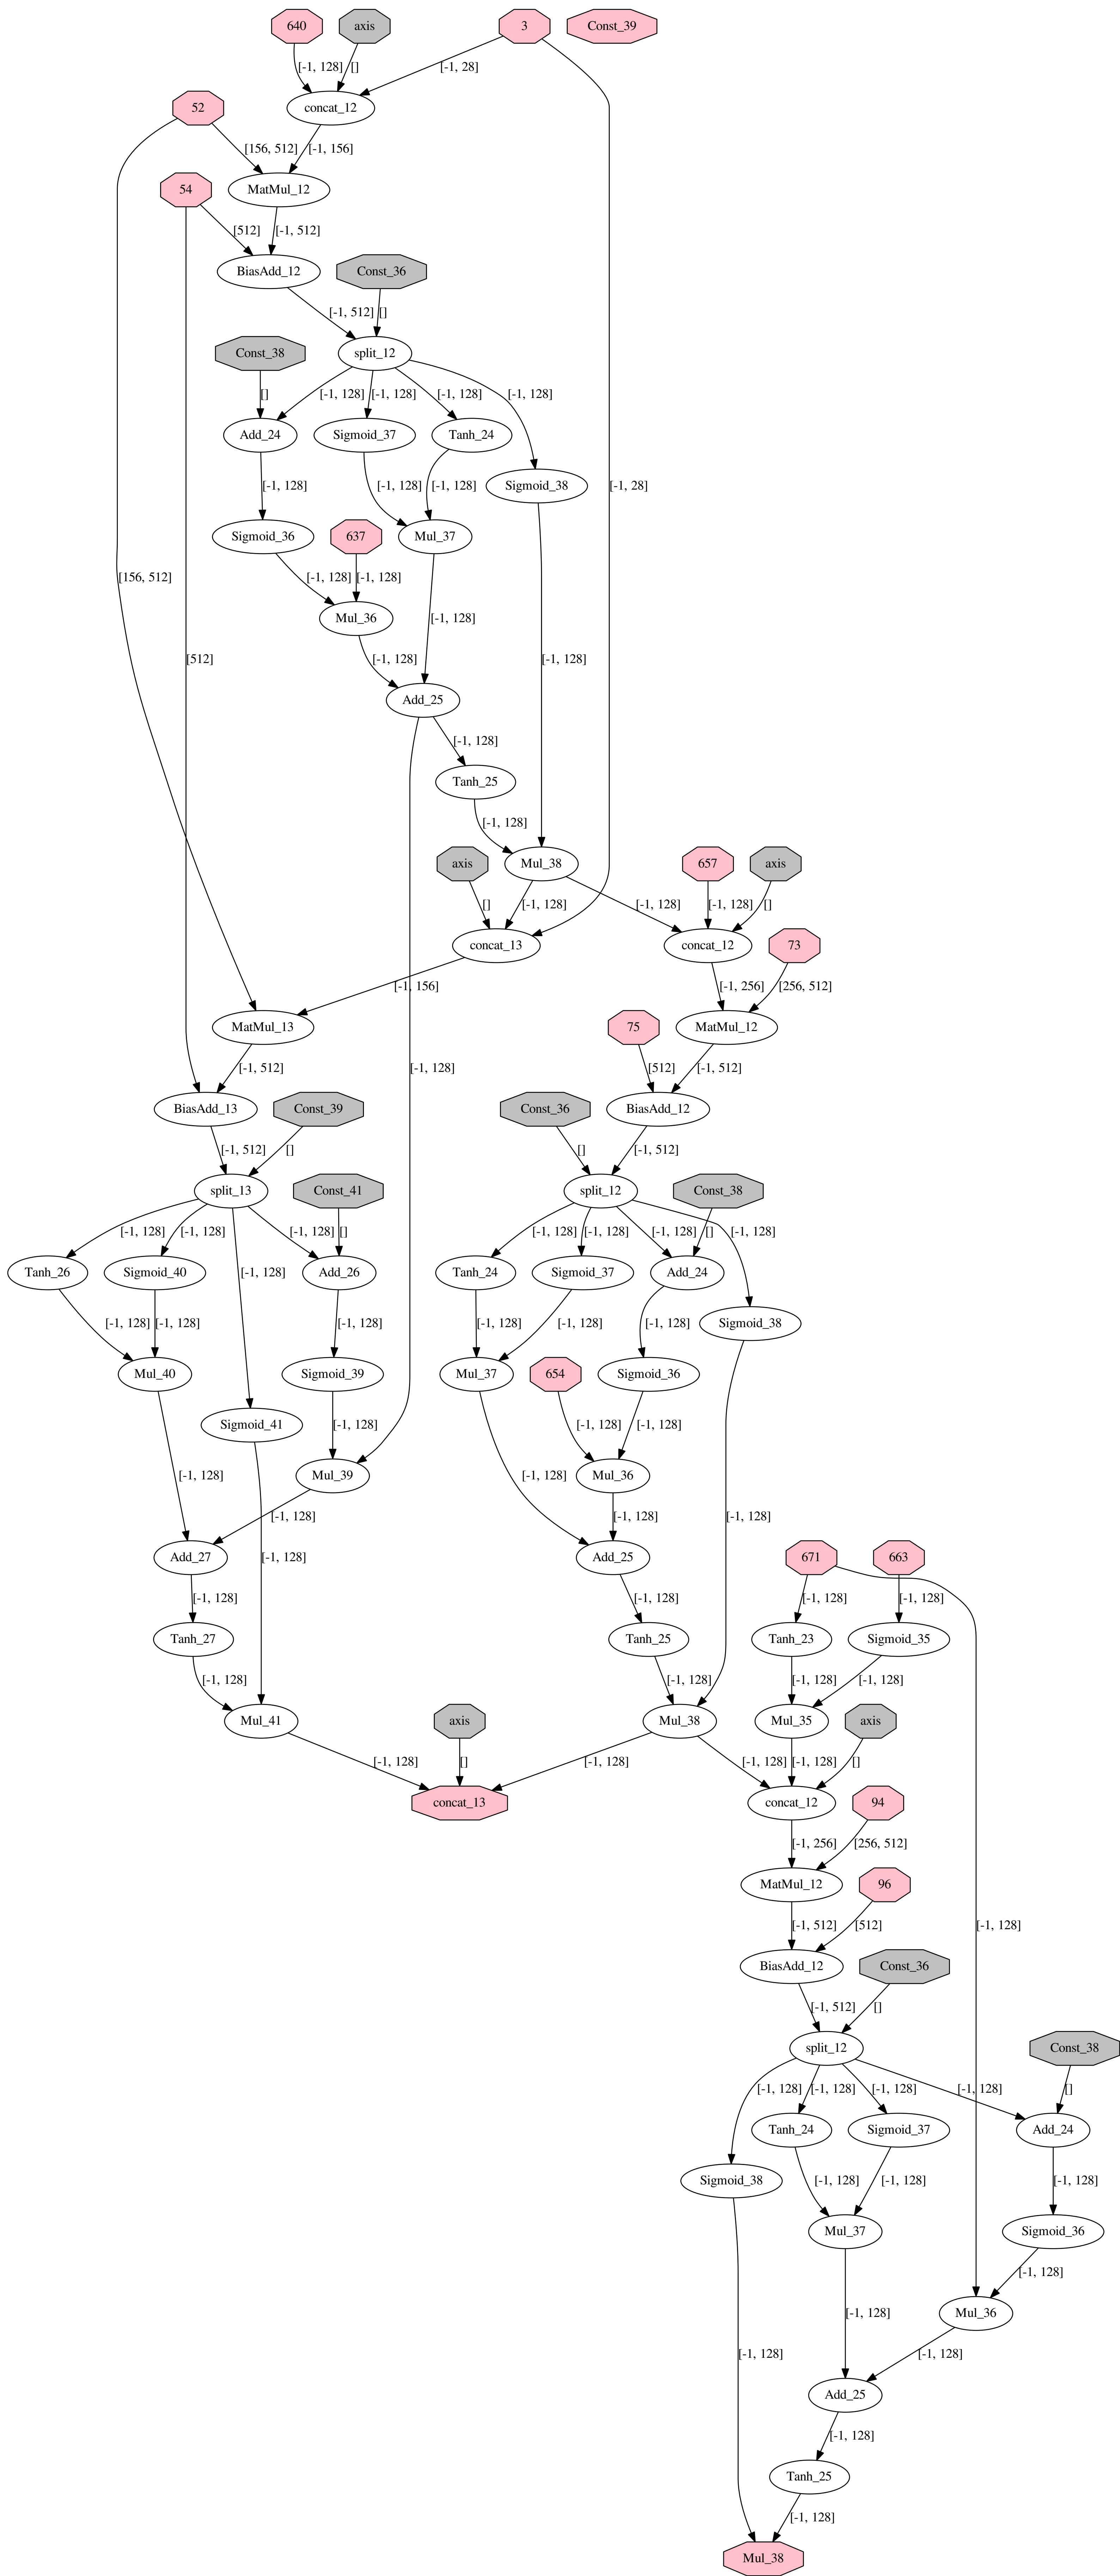 640 axis 3 Const_39
[-1, 128] [] [-1, 28]
52 concat_12
[156, 512] [-1, 156]
54 MatMul_12
[512] [-1, 512]
BiasAdd_12 Const_36
[-1, 512] []
Const_38 split_12
[] [-1, 128] [-1, 128] [-1, 128] [-1, 128]
Add_24 Sigmoid_37 Tanh_24
[-1, 128] [-1, 128] [-1, 128] Sigmoid_38 [-1, 28]
Sigmoid_36 637 Mul_37
[156, 512] [-1, 128] [-1, 128]
Mul_36 [-1, 128]
[512] [-1, 128] [-1, 128]
Add_25
[-1, 128]
Tanh_25
[-1, 128]
axis Mul_38 657 axis
[] [-1, 128] [-1, 128] [-1, 128] []
concat_13 concat_12 73
[-1, 156] [-1, 256] [256, 512]
MatMul_13 75 MatMul_12
[-1, 512] [-1, 128] [512] [-1, 512]
BiasAdd_13 Const_39 Const_36 BiasAdd_12
[-1, 512] [] [] [-1, 512]
split_13 Const_41 split_12 Const_38
[-1, 128] [-1, 128] [-1, 128] [] [-1, 128] [-1, 128] [-1, 128] [] [-1, 128]
Tanh_26 Sigmoid_40 [-1, 128] Add_26 Tanh_24 Sigmoid_37 Add_24
[-1, 128] [-1, 128] [-1, 128] [-1, 128] [-1, 128] [-1, 128] Sigmoid_38
Mul_40 Sigmoid_39 Mul_37 654 Sigmoid_36
Sigmoid_41 [-1, 128] [-1, 128] [-1, 128]
[-1, 128] Mul_39 [-1, 128] Mul_36
[-1, 128] [-1, 128] [-1, 128]
Add_27 [-1, 128] Add_25 671 663
[-1, 128] [-1, 128] [-1, 128] [-1, 128]
Tanh_27 Tanh_25 Tanh_23 Sigmoid_35
[-1, 128] [-1, 128] [-1, 128] [-1, 128]
Mul_41 axis Mul_38 Mul_35 axis
[-1, 128] [] [-1, 128] [-1, 128] [-1, 128] []
concat_13 concat_12 94
[-1, 256] [256, 512]
MatMul_12 96
[-1, 512] [512] [-1, 128]
BiasAdd_12 Const_36
[-1, 512] []
split_12 Const_38
[-1, 128] [-1, 128] [-1, 128] [-1, 128] []
Tanh_24 Sigmoid_37 Add_24
Sigmoid_38 [-1, 128] [-1, 128] [-1, 128]
Mul_37 Sigmoid_36
[-1, 128]
[-1, 128] Mul_36
[-1, 128] [-1, 128]
Add_25
[-1, 128]
Tanh_25
[-1, 128]
Mul_38